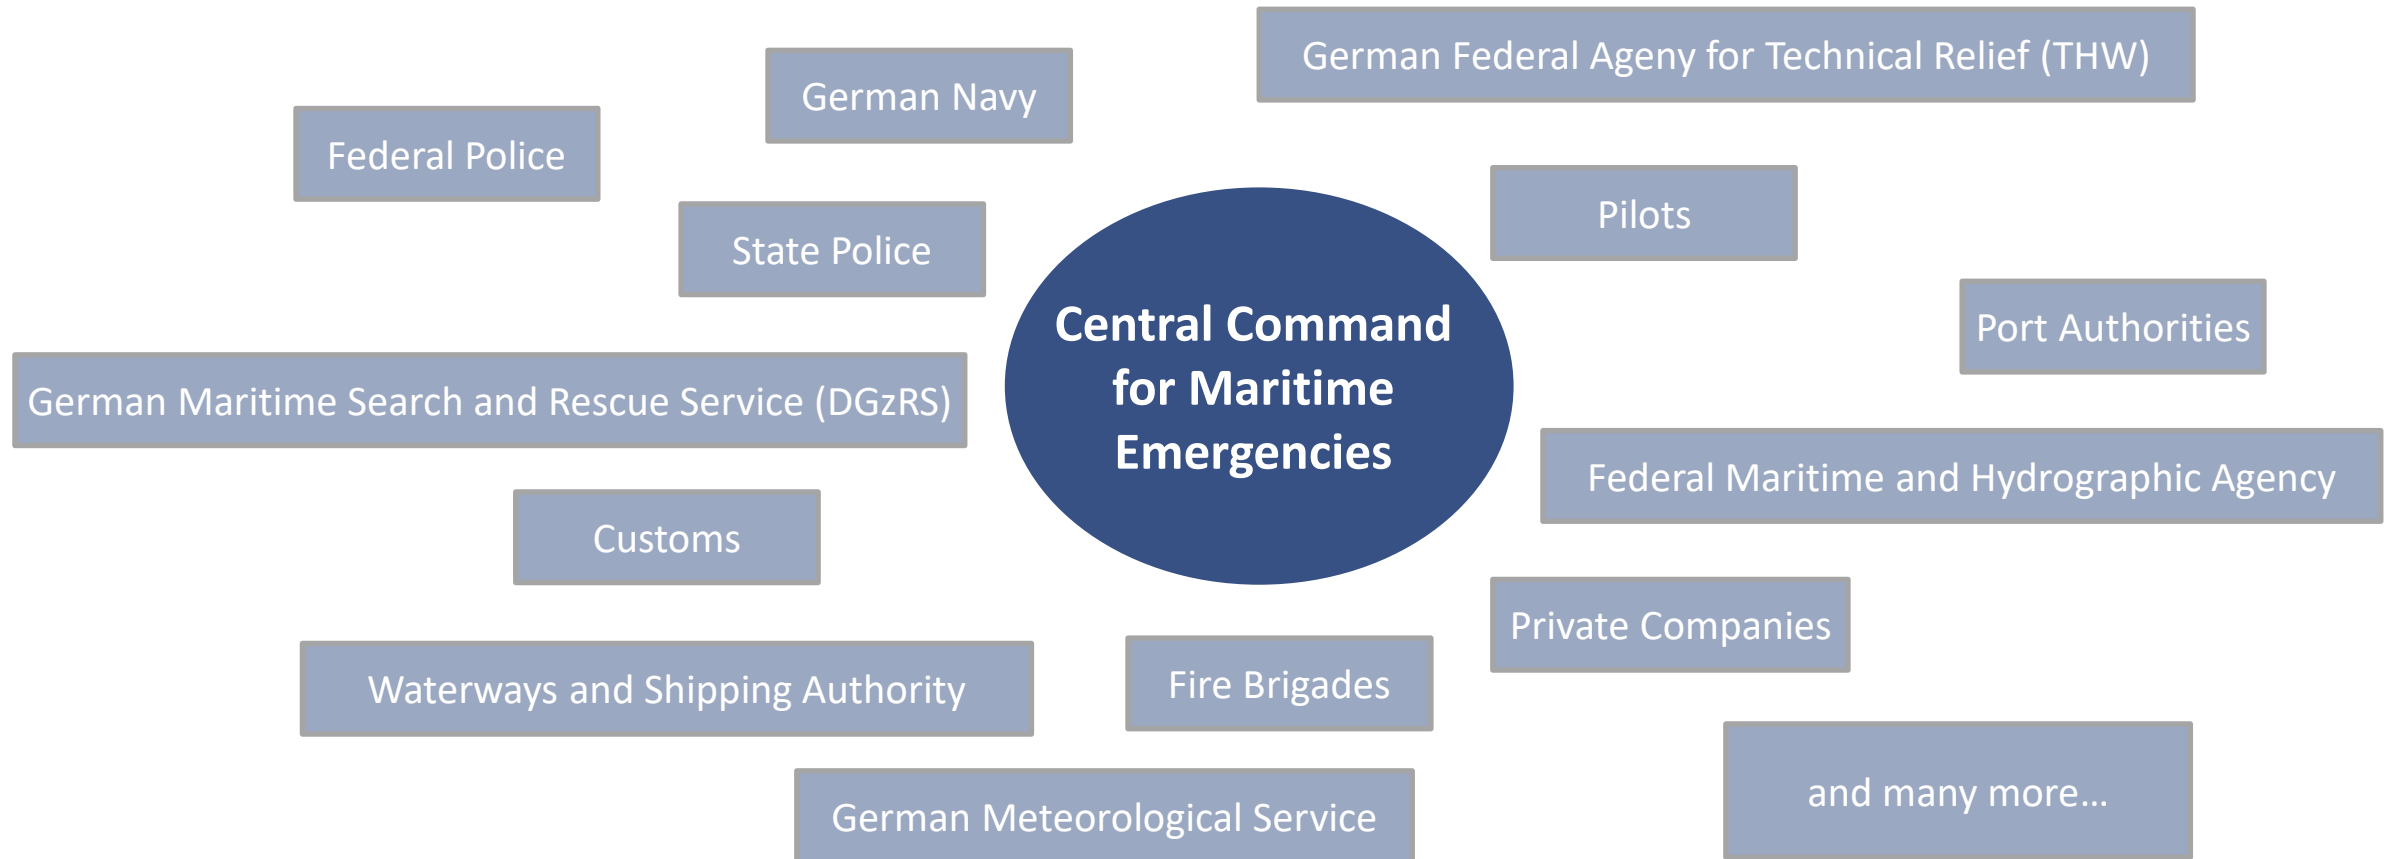 German Federal Ageny for Technical Relief (THW)
German Navy
Federal Police
Pilots
State Police
Central Command
for Maritime
Emergencies
Port Authorities
German Maritime Search and Rescue Service (DGzRS)
Federal Maritime and Hydrographic Agency
Customs
Private Companies
Waterways and Shipping Authority
Fire Brigades
and many more…
German Meteorological Service